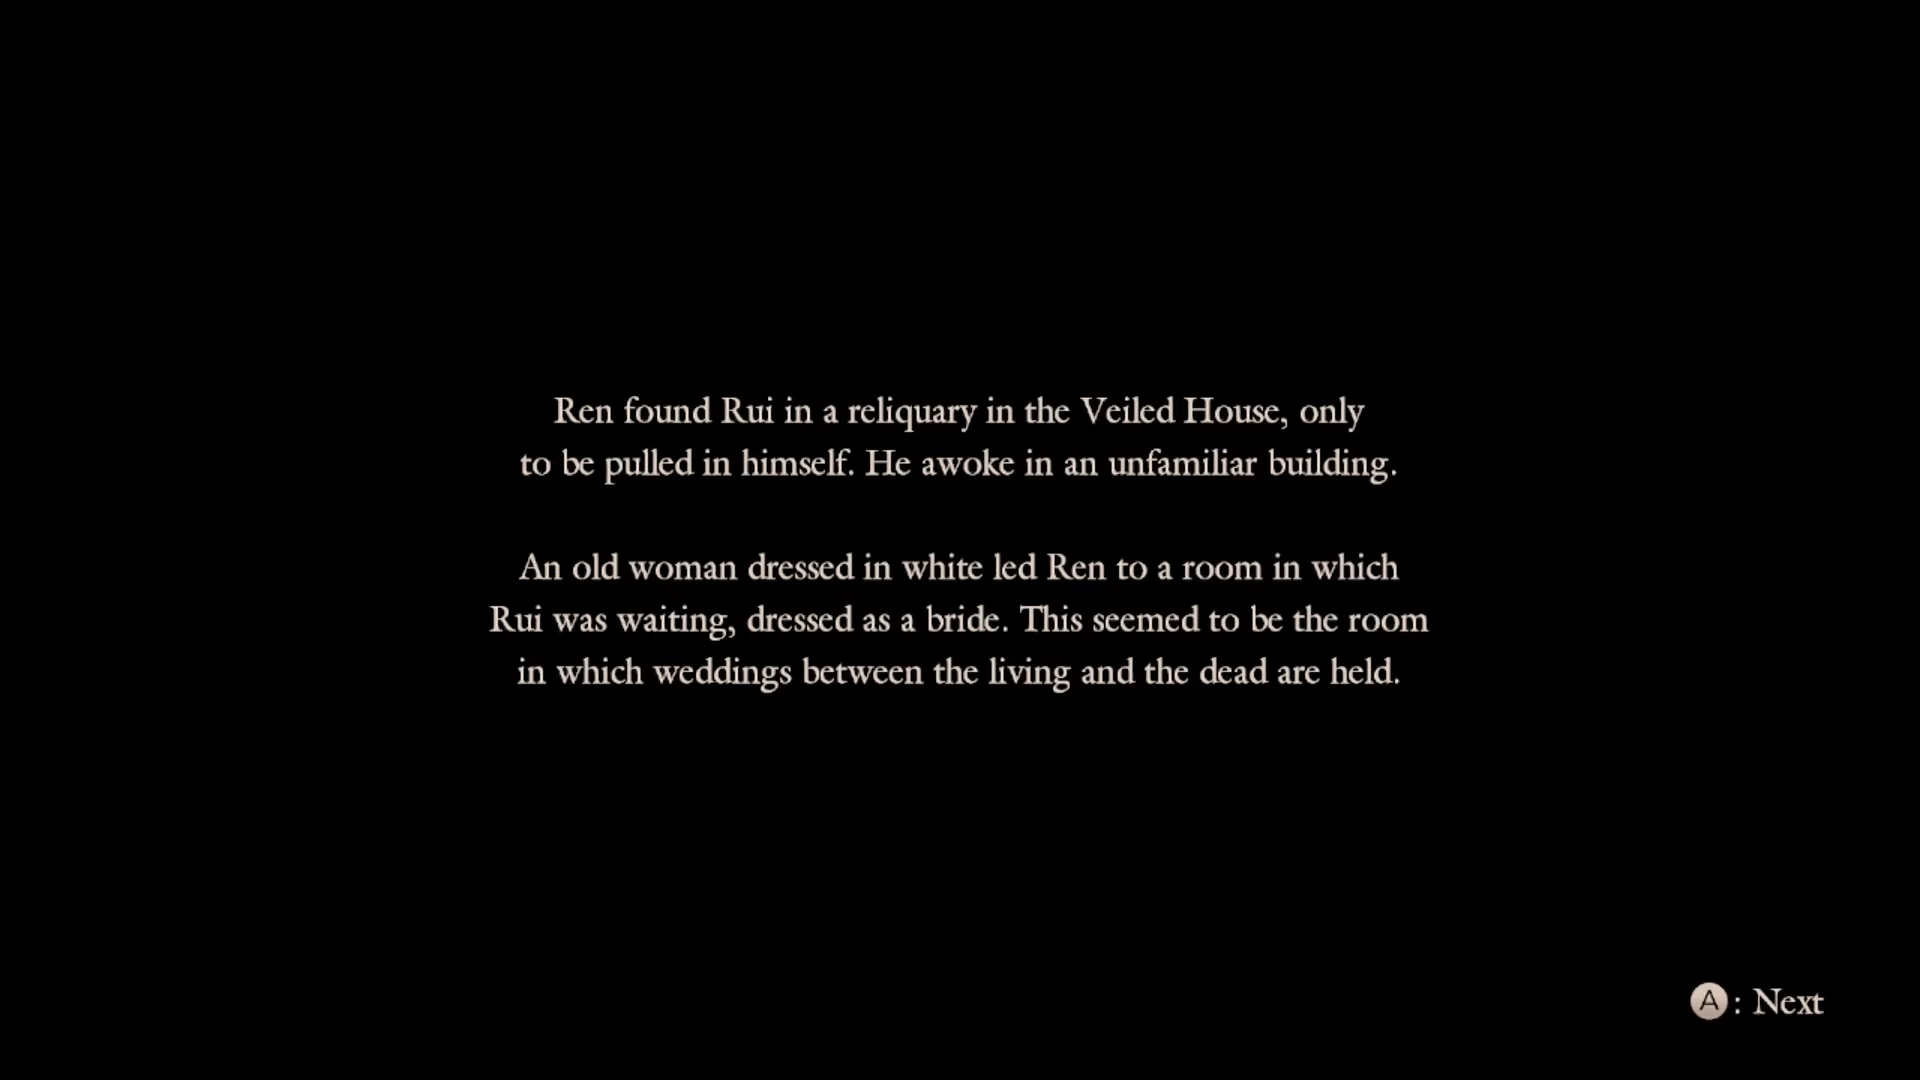 Ren found Rui in a reliquary in the Veiled House, only
to be pulled in himself. He awoke in an unfamiliar building.
An old woman dressed in white led Ren to a room in which
Rui was waiting, dressed as a bride. This seemed to be the room
in which weddings between the living and the dead are held.
A : Next